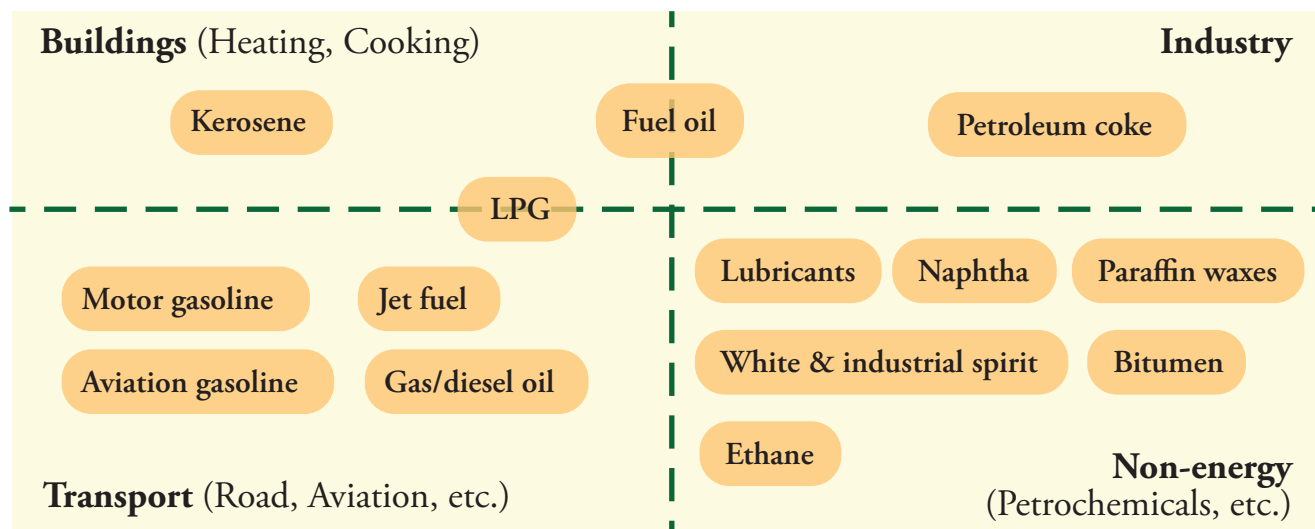 Buildings (Heating, Cooking)
Industry
Kerosene
Fuel oil
Petroleum coke
LPG
Motor gasoline
Jet fuel
Aviation gasoline
Gas/diesel oil
Transport (Road, Aviation, etc.)
Lubricants
Naphtha
Paraffin waxes
White & industrial spirit
Bitumen
Ethane
Non-energy
(Petrochemicals, etc.)